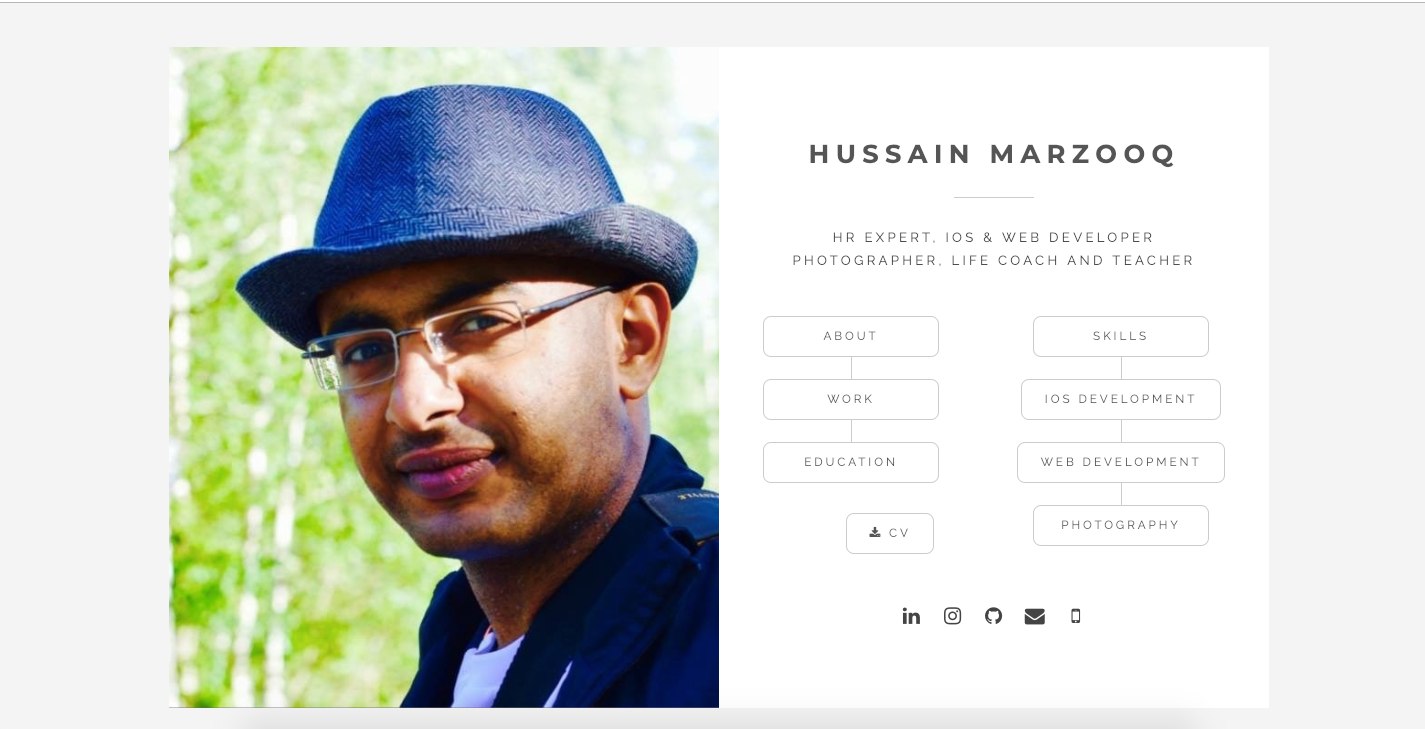 HUSSAIN MARZOOQ
HR EXPERT, IOS & WEB DEVELOPER
PHOTOGRAPHER, LIFE COACH AND TEACHER
ABOUT
WORK
EDUCATION
CV
SKILLS
IOS DEVELOPMENT
WEB DEVELOPMENT
PHOTOGRAPHY
in